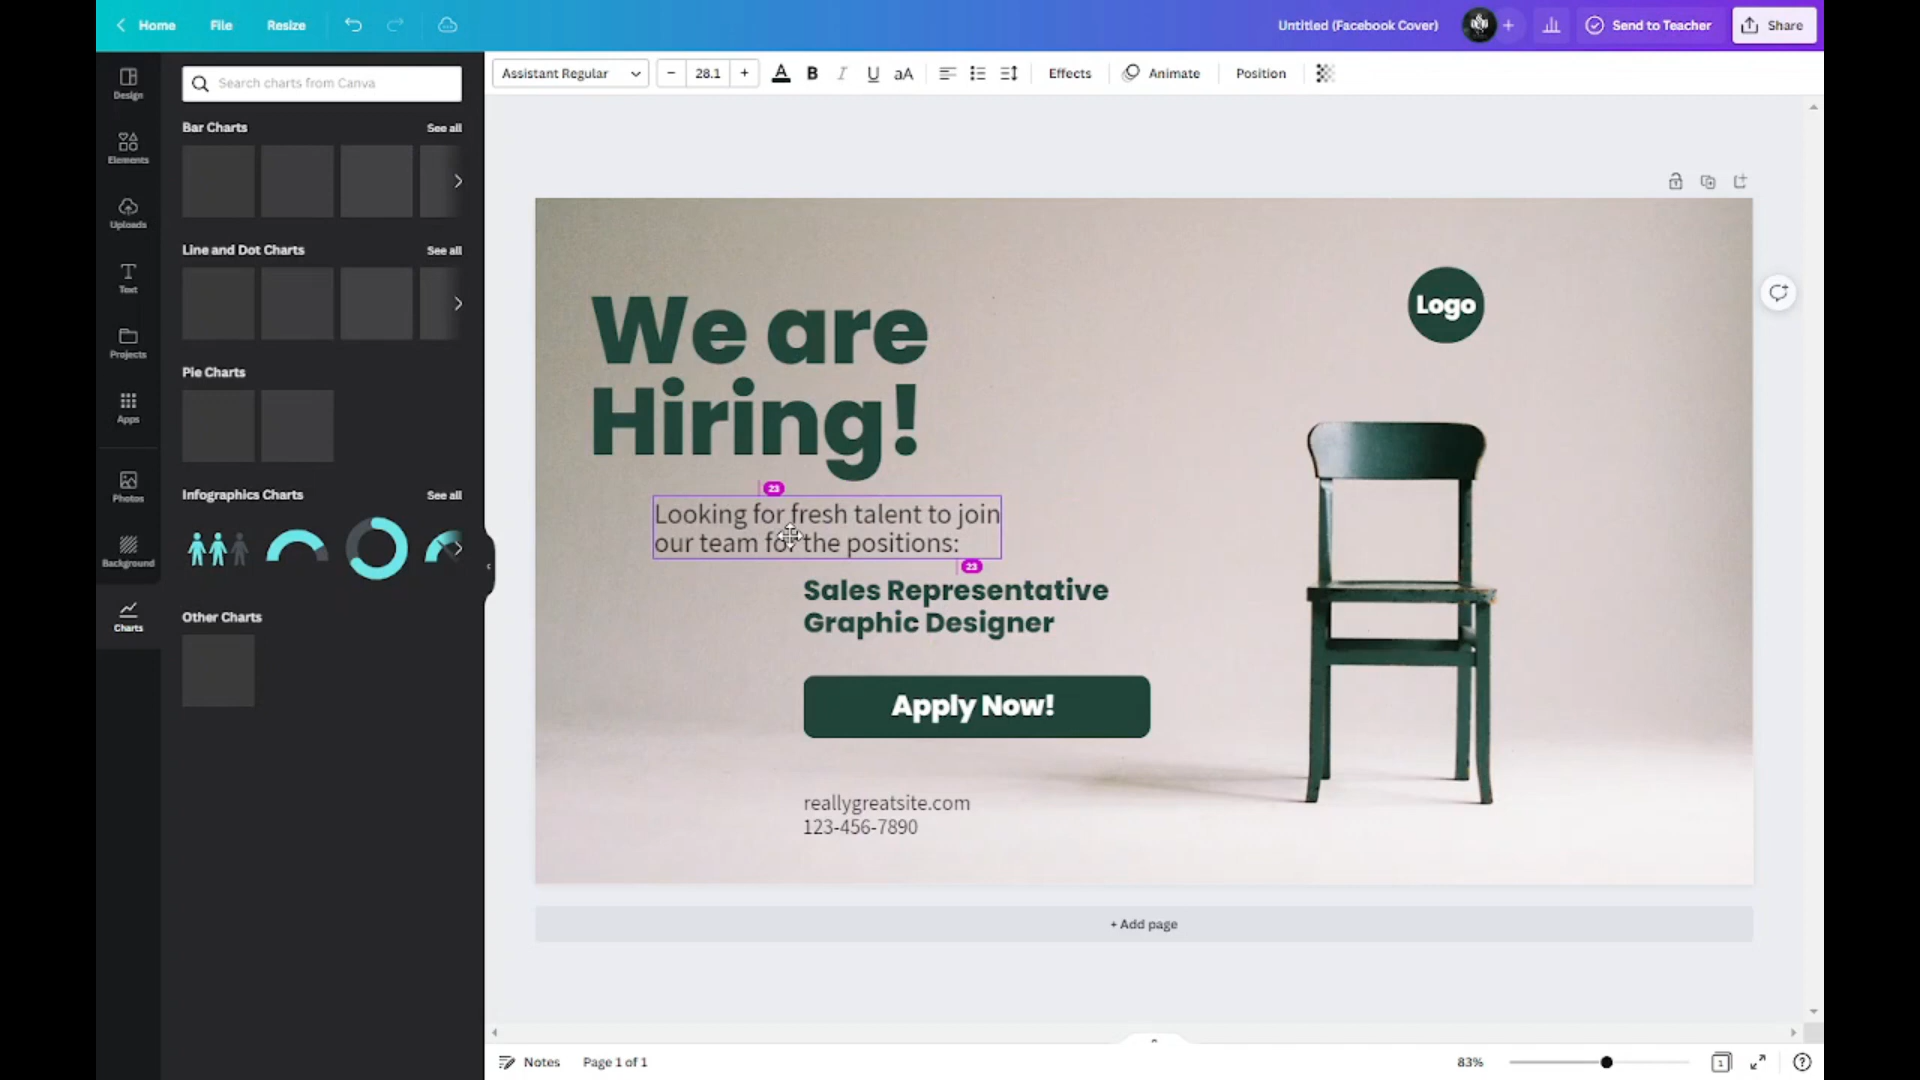 Home
File
Resize
Untitled (Facebook Cover)
Send to Teacher
Share
Assistant Regular
28.1
A
B
I
U
aA
Effects
Animate
Position
Design
Elements
Uploads
Text
Projects
Apps
Photos
Background
Charts
Search charts from Canva
Bar Charts
See all
Line and Dot Charts
See all
Pie Charts
Infographics Charts
See all
Other Charts
We are
Hiring!
Logo
23
Looking for fresh talent to join
our team for the positions:
23
Sales Representative
Graphic Designer
Apply Now!
reallygreatsite.com
123-456-7890
+ Add page
Notes
Page 1 of 1
83%
1